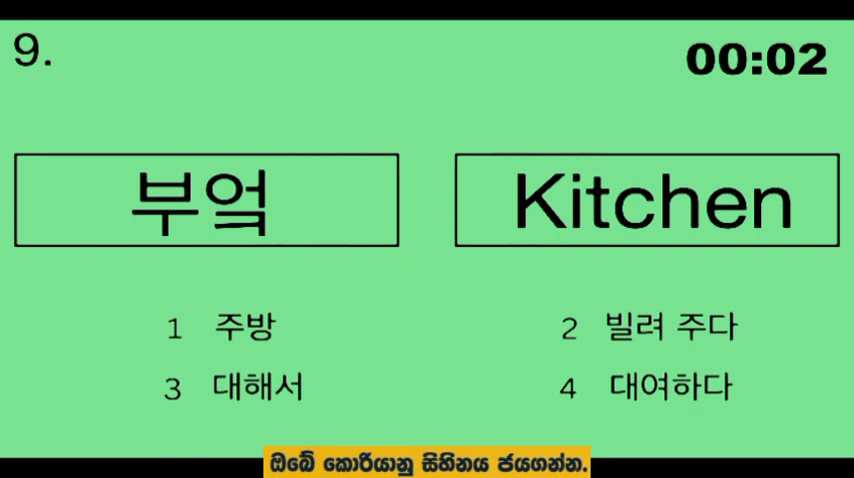 9.
00:02
부엌
Kitchen
1 주방
2 빌려 주다
3 대해서
4 대여하다
ඔබේ කොරියානු සිහිනය ජයගන්න.